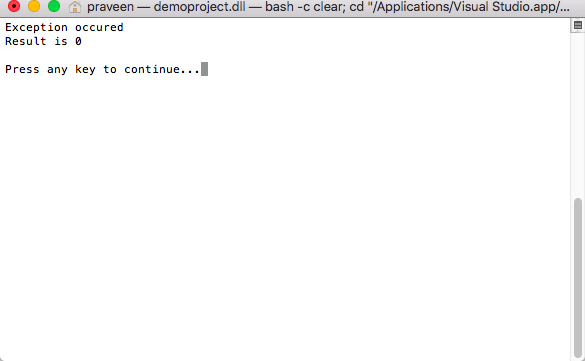 praveen — demoproject.dll — bash -c clear; cd "/Applications/Visual Studio.app/...
Exception occured
Result is 0
Press any key to continue...